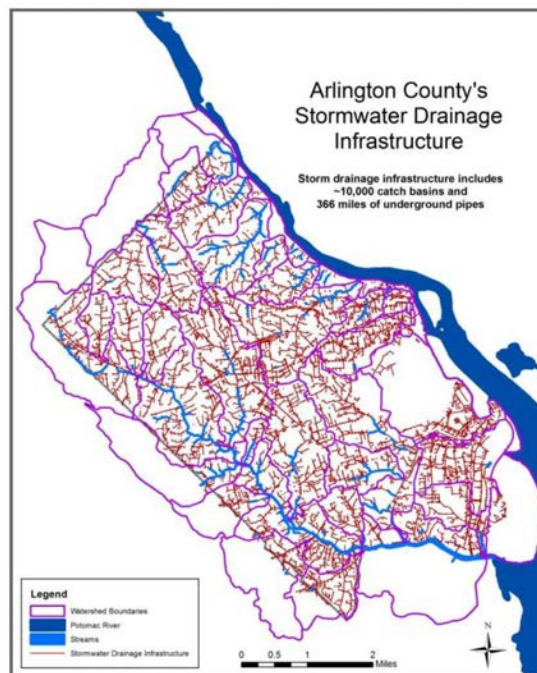 Arlington County's
Stormwater Drainage
Infrastructure
Storm drainage infrastructure includes
~10,000 catch basins and
366 miles of underground pipes
Legend
Watershed Boundaries
Potomac River
Streams
Stormwater Drainage Infrastructure
0 0.5 1 2
Miles
N